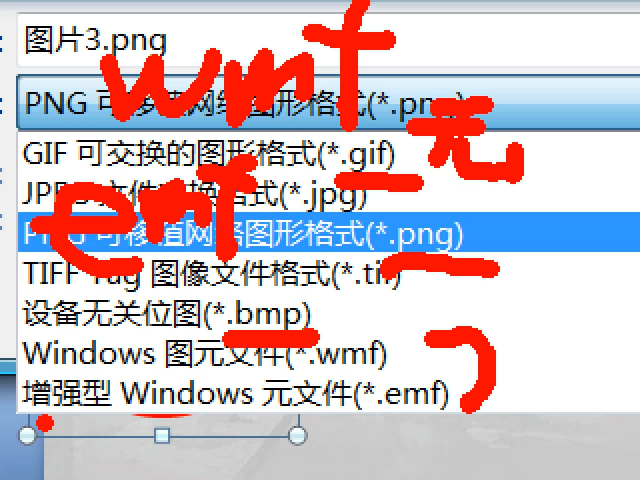 图片3.png
wmf
PNG 可移植网络图形格式(*.png)
无
GIF 可交换的图形格式(*.gif)
JPEG 文件交换格式(*.jpg)
emf
PNG 可移植网络图形格式(*.png)
TIFF Tag 图像文件格式(*.tif)
设备无关位图(*.bmp)
Windows 图元文件(*.wmf)
增强型 Windows 元文件(*.emf)